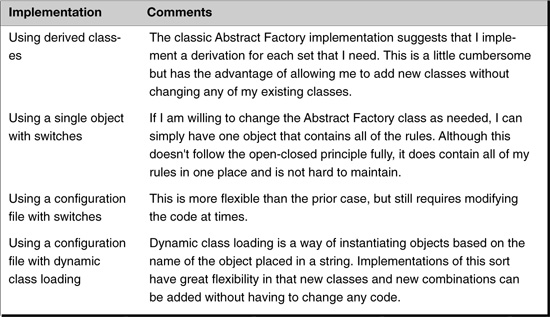 Implementation Comments
Using derived class-
es
The classic Abstract Factory implementation suggests that I imple-
ment a derivation for each set that I need. This is a little cumbersome
but has the advantage of allowing me to add new classes without
changing any of my existing classes.
Using a single object
with switches
If I am willing to change the Abstract Factory class as needed, I can
simply have one object that contains all of the rules. Although this
doesn't follow the open-closed principle fully, it does contain all of my
rules in one place and is not hard to maintain.
Using a configuration
file with switches
This is more flexible than the prior case, but still requires modifying
the code at times.
Using a configuration
file with dynamic
class loading
Dynamic class loading is a way of instantiating objects based on the
name of the object placed in a string. Implementations of this sort
have great flexibility in that new classes and new combinations can
be added without having to change any code.